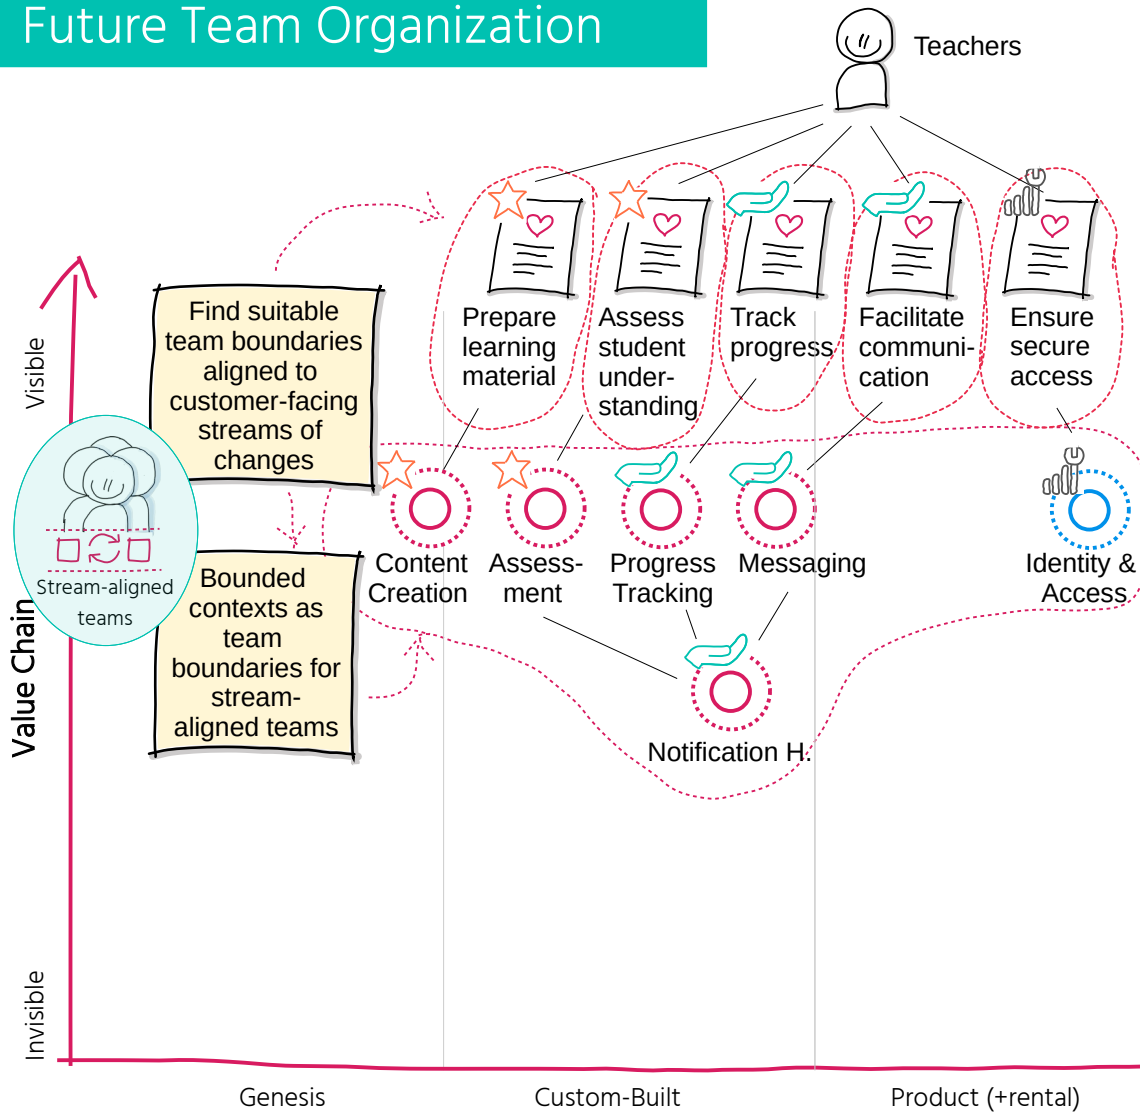 Future Team Organization
Teachers
Prepare
learning
material
Assess
student
under-
standing
Track
progress
Facilitate
communi-
cation
Ensure
secure
access
Visible
Find suitable
team boundaries
aligned to
customer-facing
streams of
changes
Stream-aligned
teams
Bounded
contexts as
team
boundaries for
stream-
aligned teams
Content
Creation
Assess-
ment
Progress
Tracking
Messaging
Identity &
Access
Notification H.
Value Chain
Invisible
Genesis
Custom-Built
Product (+rental)